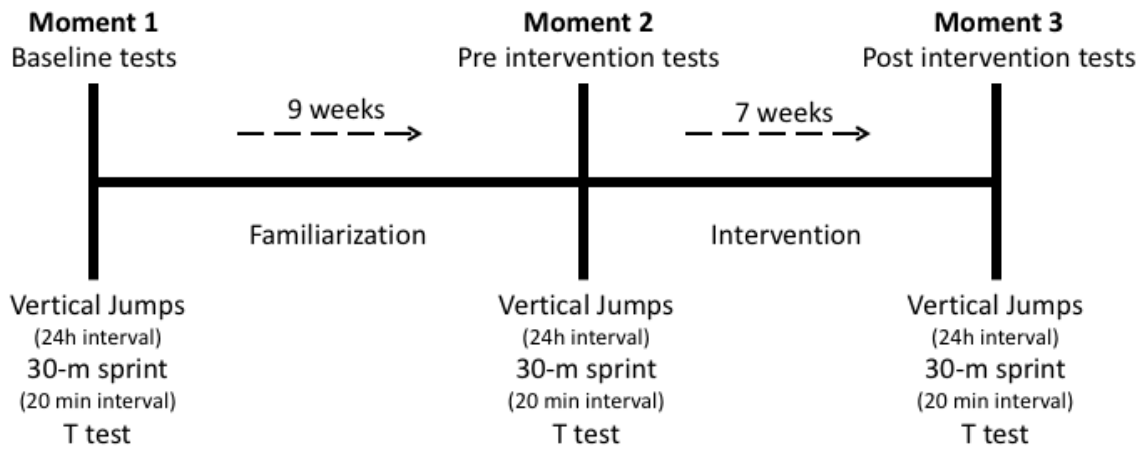 Moment 1
Baseline tests
Moment 2
Pre intervention tests
Moment 3
Post intervention tests
9 weeks
7 weeks
Familiarization
Intervention
Vertical Jumps
(24h interval)
30-m sprint
(20 min interval)
T test
Vertical Jumps
(24h interval)
30-m sprint
(20 min interval)
T test
Vertical Jumps
(24h interval)
30-m sprint
(20 min interval)
T test